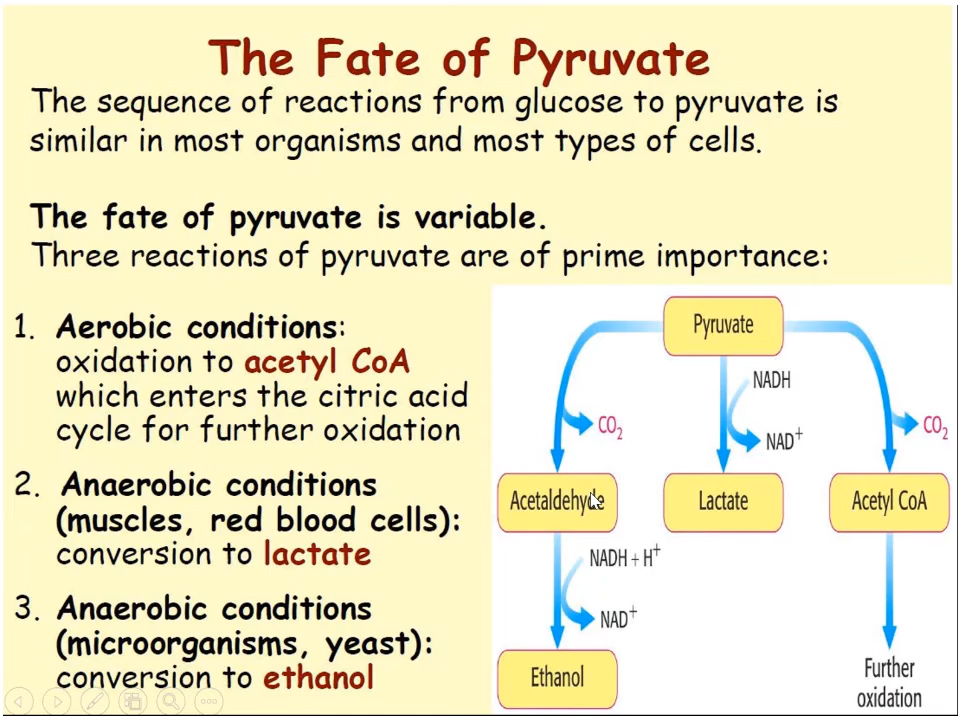 The Fate of Pyruvate
The sequence of reactions from glucose to pyruvate is
similar in most organisms and most types of cells.
The fate of pyruvate is variable.
Three reactions of pyruvate are of prime importance:
1. Aerobic conditions:
oxidation to acetyl CoA
which enters the citric acid
cycle for further oxidation
2. Anaerobic conditions
(muscles, red blood cells):
conversion to lactate
3. Anaerobic conditions
(microorganisms, yeast):
conversion to ethanol
Pyruvate
NADH
CO2
NAD+
CO2
Acetaldehyde
Lactate
Acetyl CoA
NADH + H+
NAD+
Ethanol
Further
oxidation